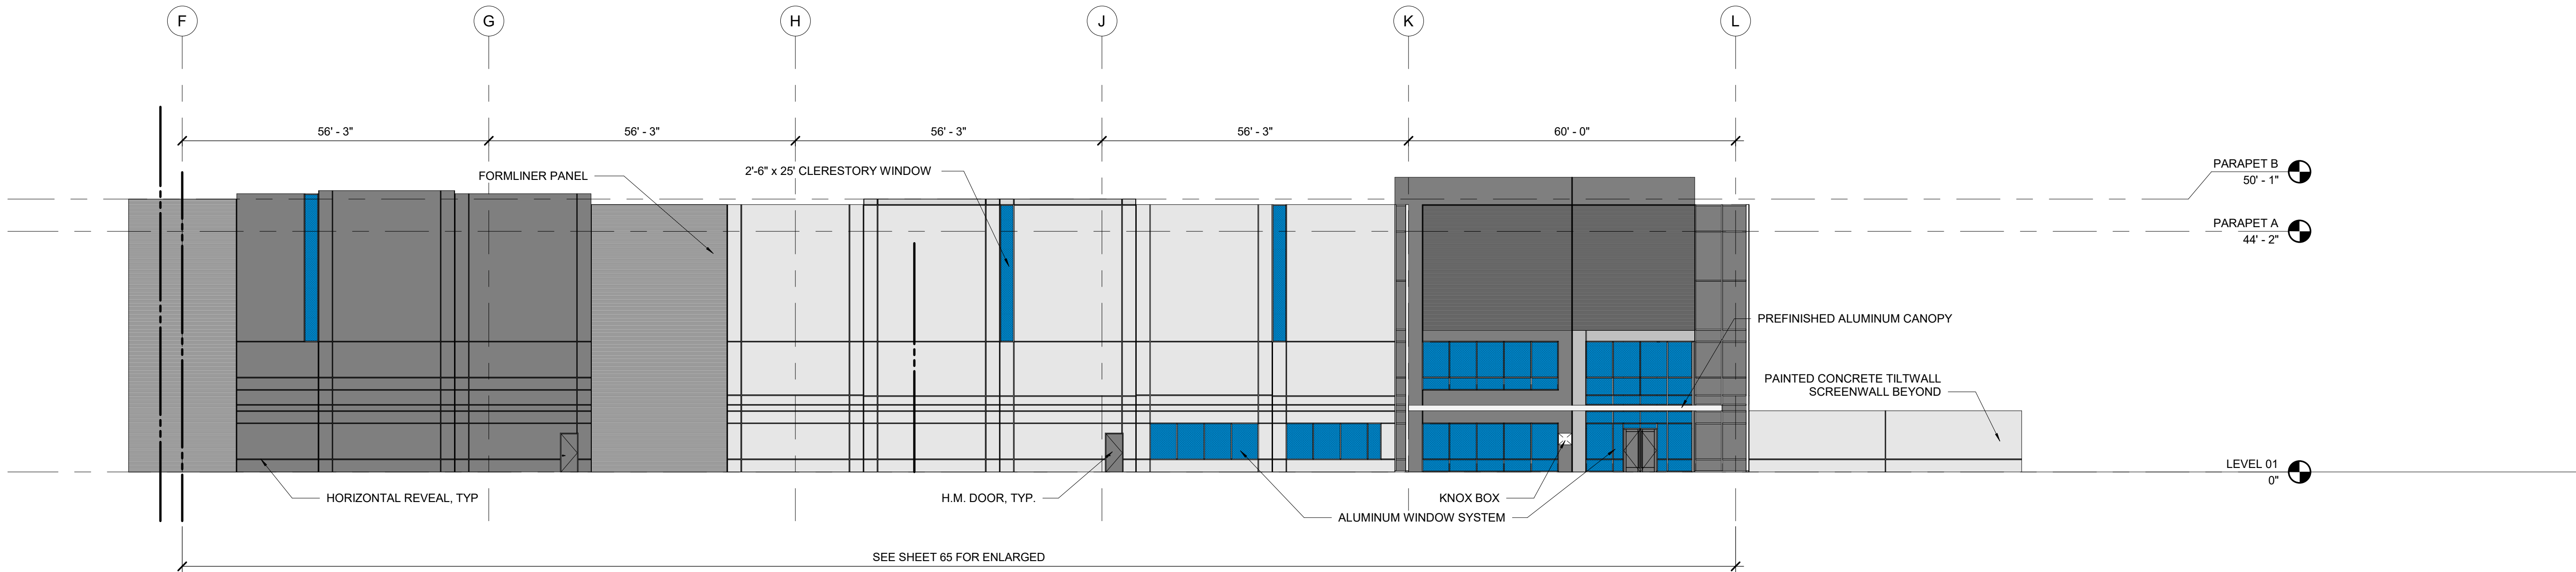 F
G
H
J
K
L
56' - 3"
56' - 3"
56' - 3"
56' - 3"
60' - 0"
FORMLINER PANEL
2'-6" x 25' CLERESTORY WINDOW
PARAPET B
50' - 1"
PARAPET A
44' - 2"
PREFINISHED ALUMINUM CANOPY
PAINTED CONCRETE TILTWALL
SCREENWALL BEYOND
LEVEL 01
0"
HORIZONTAL REVEAL, TYP
H.M. DOOR, TYP.
KNOX BOX
ALUMINUM WINDOW SYSTEM
SEE SHEET 65 FOR ENLARGED